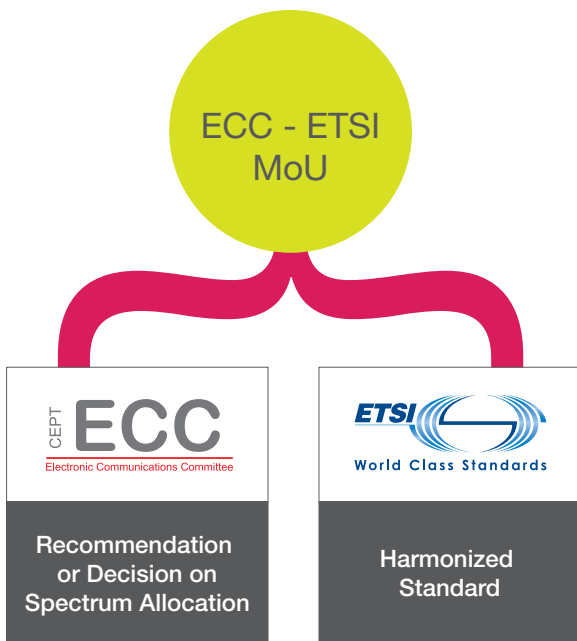 ECC - ETSI
MoU
CEPT
ECC
Electronic Communications Committee
ETSI
World Class Standards
Recommendation
or Decision on
Spectrum Allocation
Harmonized
Standard